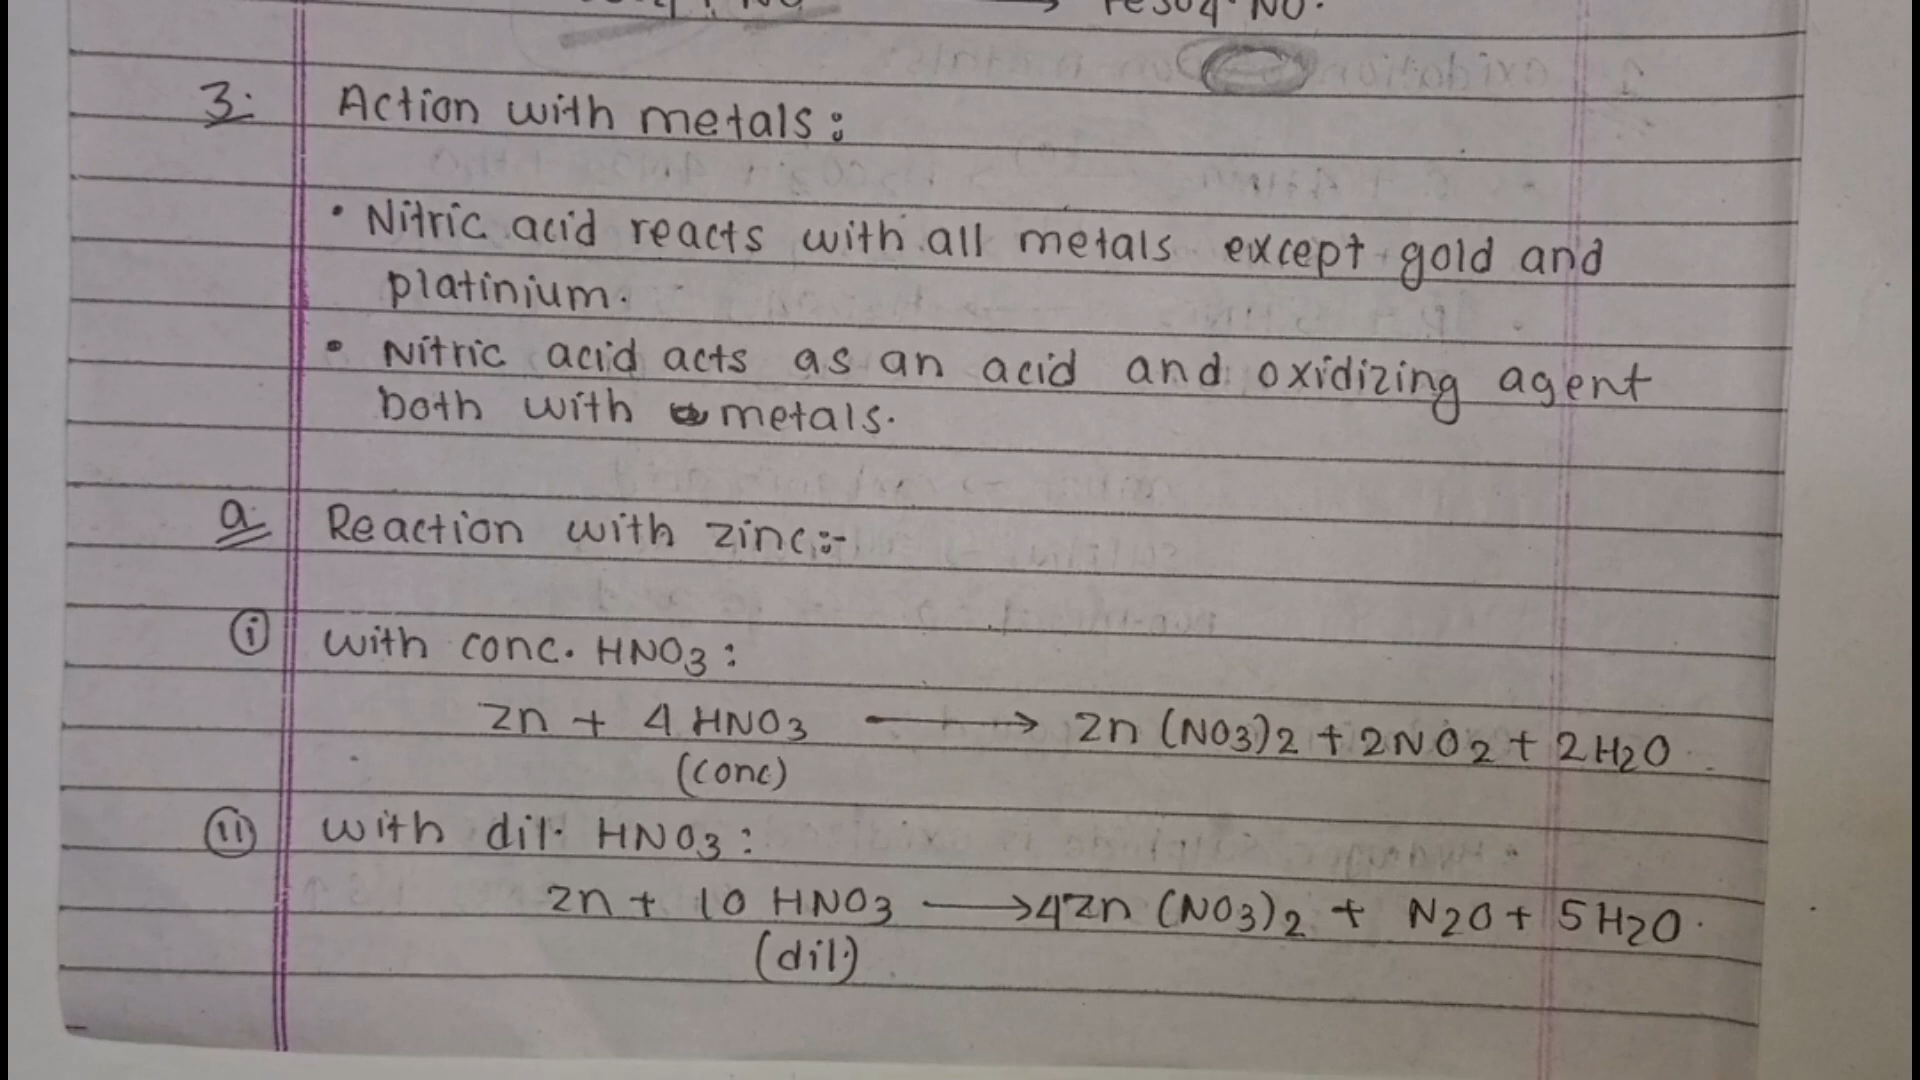 FeSO4.NO.
3. Action with metals:
• Nitric acid reacts with all metals except gold and
platinium.
• Nitric acid acts as an acid and oxidizing agent
both with metals.
a. Reaction with zinc:-
(i) with conc. HNO3:
Zn + 4 HNO3 ⟶ Zn (NO3)2 + 2NO2 + 2H2O
(conc)
(ii) with dil. HNO3:
Zn + 10 HNO3 ⟶ 4Zn (NO3)2 + N2O + 5H2O.
(dil.)